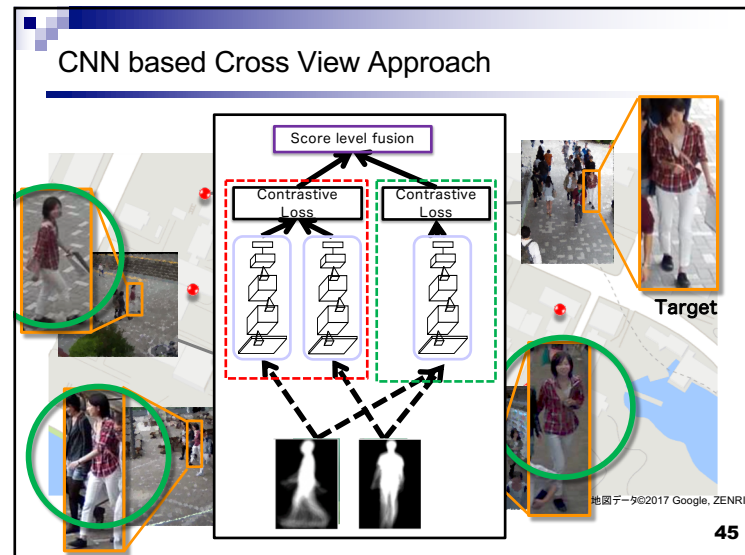 CNN based Cross View Approach
Score level fusion
Contrastive
Loss
Contrastive
Loss
Target
地図データ©2017 Google, ZENRI
45